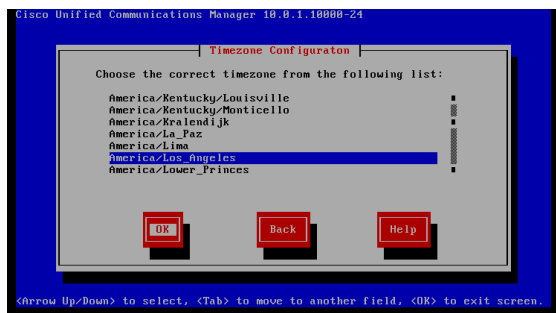 Cisco Unified Communications Manager 10.0.1.10000-24
Timezone Configuraton
Choose the correct timezone from the following list:
America/Kentucky/Louisville
America/Kentucky/Monticello
America/Kralendijk
America/La_Paz
America/Lima
America/Los_Angeles
America/Lower_Princes
OK Back Help
<Arrow Up/Down> to select, <Tab> to move to another field, <OK> to exit screen.